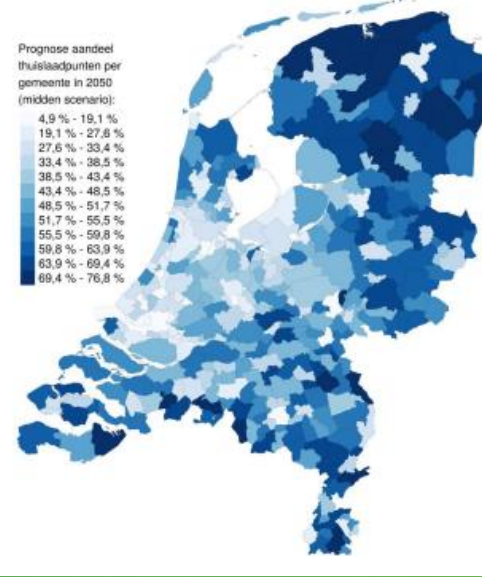 Prognose aandeel
thuislaadpunten per
gemeente in 2050
(midden scenario):
4,9 % - 19,1 %
19,1 % - 27,6 %
27,6 % - 33,4 %
33,4 % - 38,5 %
38,5 % - 43,4 %
43,4 % - 48,5 %
48,5 % - 51,7 %
51,7 % - 55,5 %
55,5 % - 59,8 %
59,8 % - 63,9 %
63,9 % - 69,4 %
69,4 % - 76,8 %